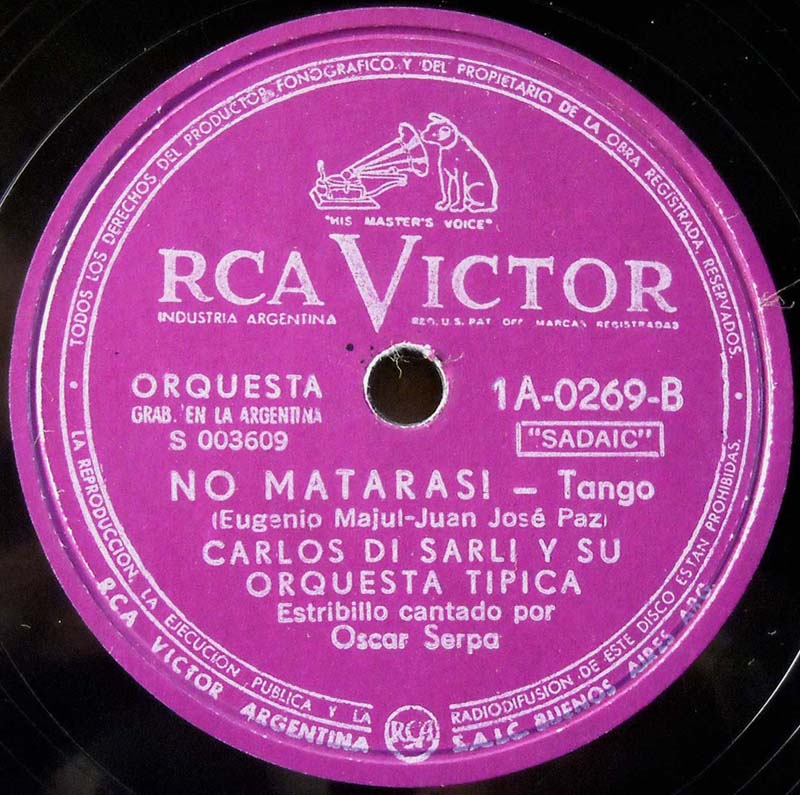 TODOS LOS DERECHOS DEL PRODUCTOR FONOGRAFICO Y DEL PROPIETARIO DE LA OBRA REGISTRADA, RESERVADOS.
"HIS MASTER'S VOICE"
RCA VICTOR
INDUSTRIA ARGENTINA
REG. U.S. PAT OFF MARCAS REGISTRADAS
ORQUESTA
1A-0269-B
GRAB. EN LA ARGENTINA
S 003609
"SADAIC"
NO MATARAS! – Tango
(Eugenio Majul-Juan José Paz)
CARLOS DI SARLI Y SU
ORQUESTA TIPICA
Estribillo cantado por
Oscar Serpa
LA REPRODUCCION, LA EJECUCION PUBLICA Y LA RADIODIFUSION DE ESTE DISCO ESTAN PROHIBIDAS.
RCA VICTOR ARGENTINA S.A.I.C. BUENOS AIRES ARG.
RCA